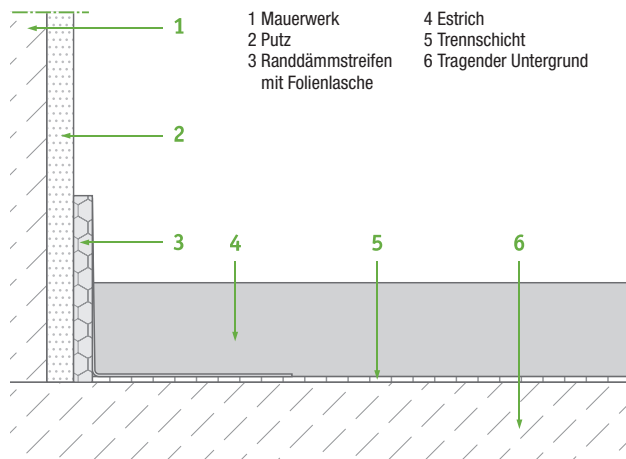 1 Mauerwerk
2 Putz
3 Randdämmstreifen
mit Folienlasche
4 Estrich
5 Trennschicht
6 Tragender Untergrund
1
2
3
4
5
6